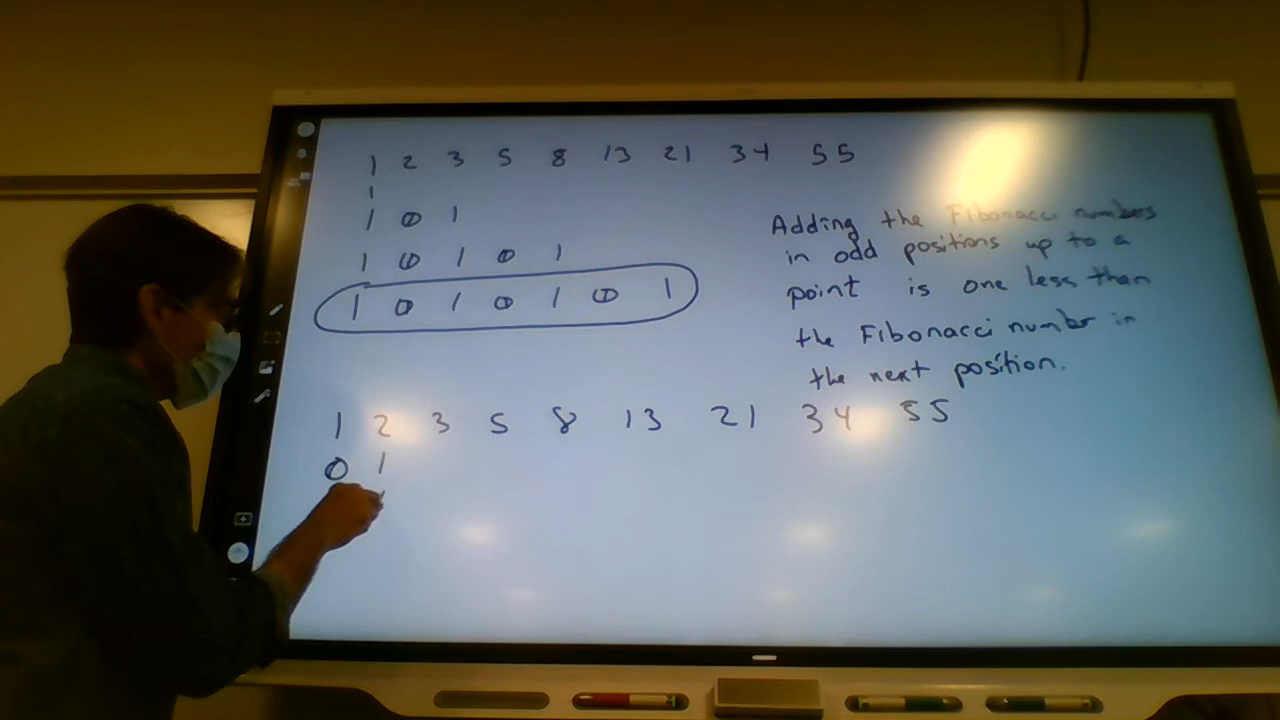 1 2 3 5 8 13 21 34 55
1
1 0 1
1 0 1 0 1
1 0 1 0 1 0 1
Adding the Fibonacci numbers
in odd positions up to a
point is one less than
the Fibonacci number in
the next position.
1 2 3 5 8 13 21 34 55
0 1